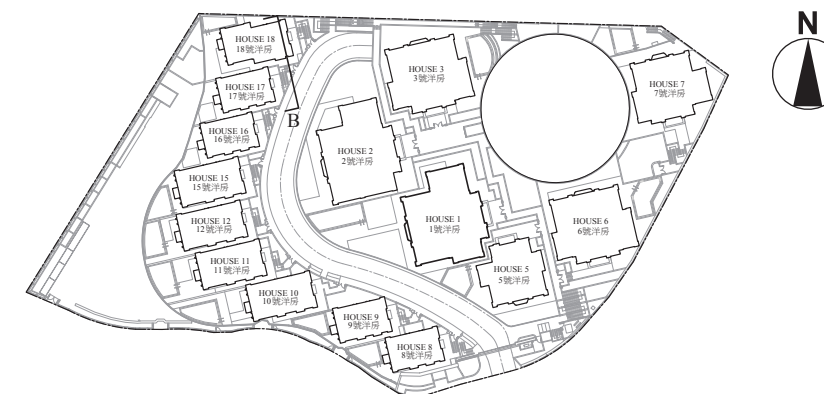 N
HOUSE 18
18號洋房
HOUSE 3
3號洋房
HOUSE 7
7號洋房
HOUSE 17
17號洋房
B
HOUSE 16
16號洋房
HOUSE 2
2號洋房
HOUSE 15
15號洋房
HOUSE 12
12號洋房
HOUSE 1
1號洋房
HOUSE 6
6號洋房
HOUSE 11
11號洋房
HOUSE 5
5號洋房
HOUSE 10
10號洋房
HOUSE 9
9號洋房
HOUSE 8
8號洋房